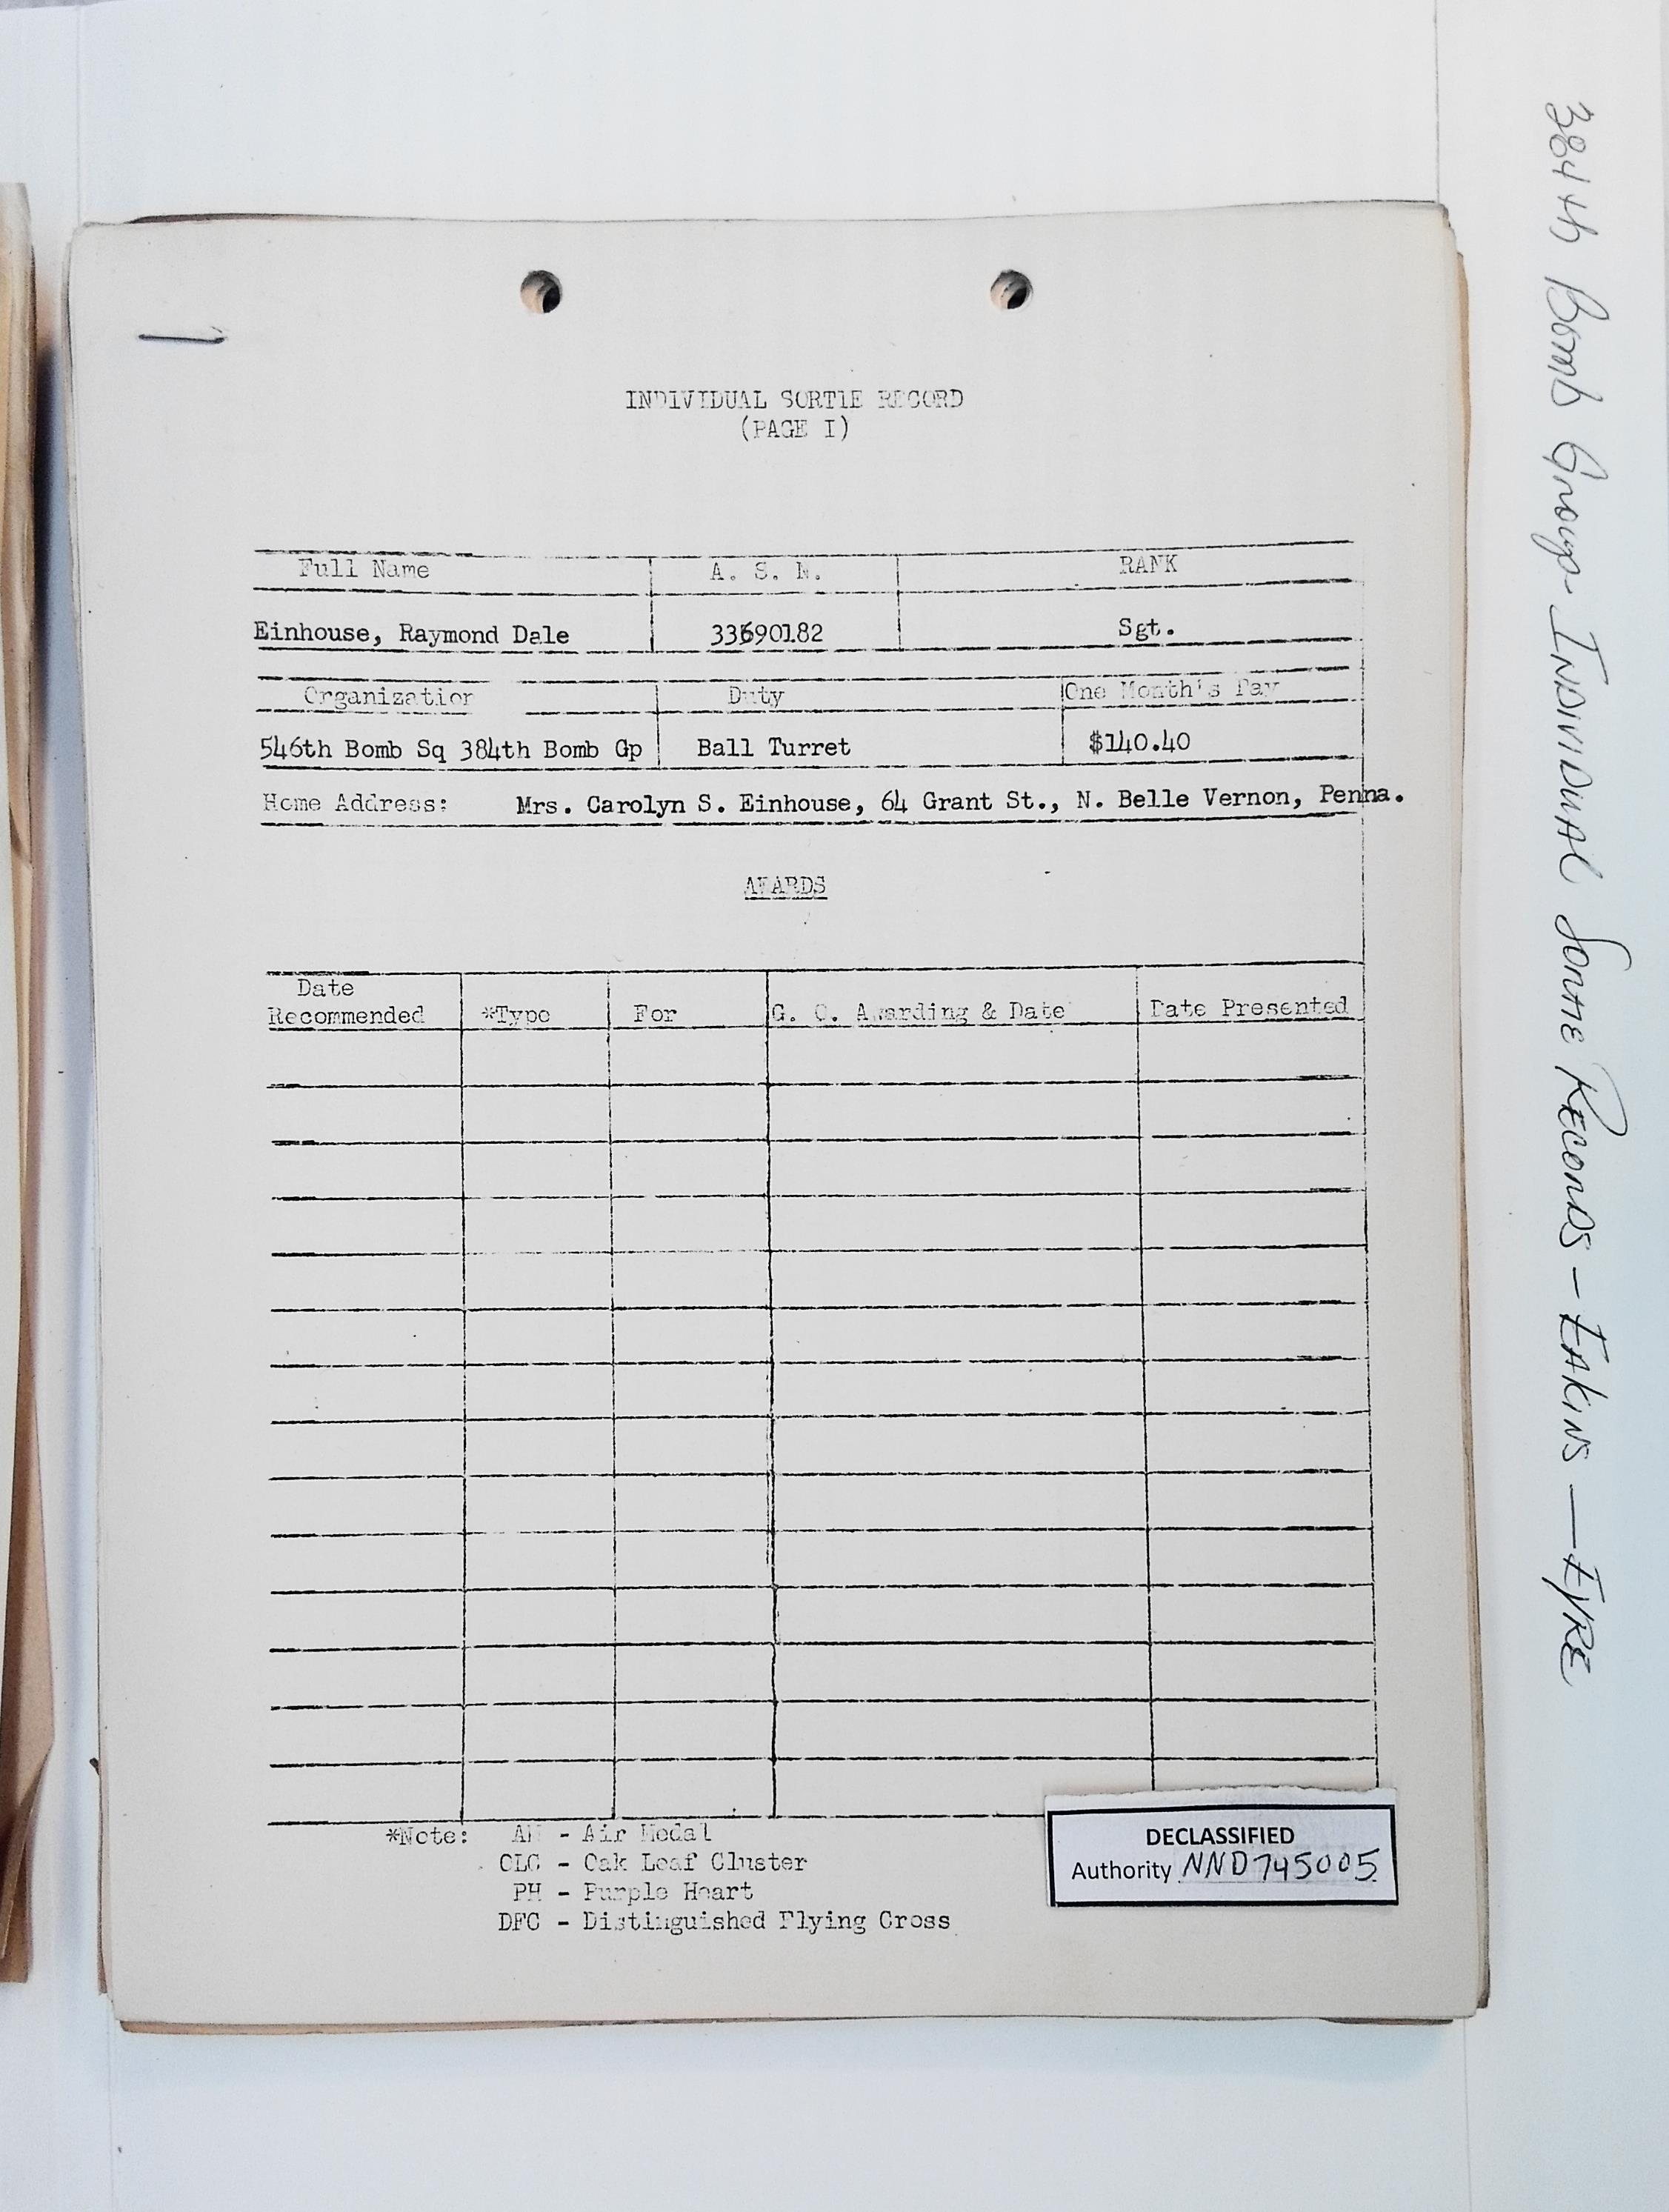 INDIVIDUAL SORTIE RECORD
(PAGE I)
Full Name A. S. N. RANK
Einhouse, Raymond Dale 33690182 Sgt.
Organization Duty One Month's Pay
546th Bomb Sq 384th Bomb Gp Ball Turret $140.40
Home Address: Mrs. Carolyn S. Einhouse, 64 Grant St., N. Belle Vernon, Penna.
AWARDS
Date
Recommended *Type For G. O. Awarding & Date Date Presented
*Note: AM - Air Medal
OLC - Oak Leaf Cluster
PH - Purple Heart
DFC - Distinguished Flying Cross
DECLASSIFIED
Authority NND745005
384th Bomb Group - INDIVIDUAL SORTIE RECORDS - EAKINS - EYRE